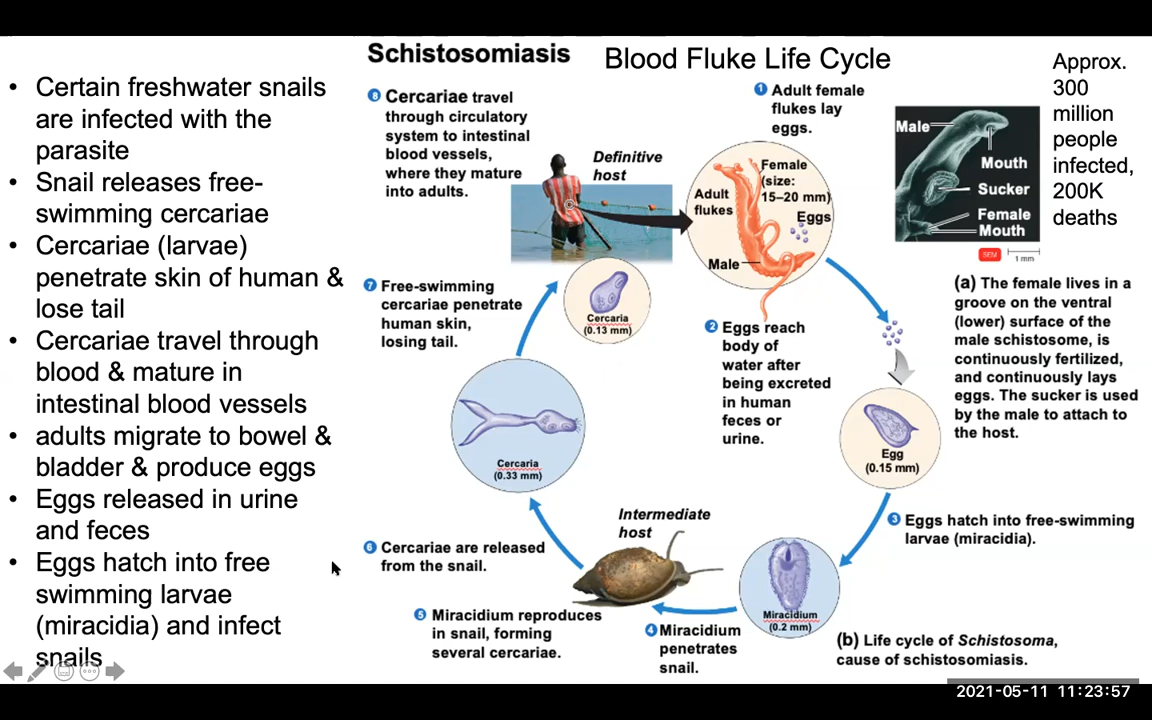 Schistosomiasis
Blood Fluke Life Cycle
• Certain freshwater snails
are infected with the
parasite
• Snail releases free-
swimming cercariae
• Cercariae (larvae)
penetrate skin of human &
lose tail
• Cercariae travel through
blood & mature in
intestinal blood vessels
• adults migrate to bowel &
bladder & produce eggs
• Eggs released in urine
and feces
• Eggs hatch into free
swimming larvae
(miracidia) and infect
snails
8 Cercariae travel
through circulatory
system to intestinal
blood vessels,
where they mature
into adults.
Definitive
host
1 Adult female
flukes lay
eggs.
Female
(size:
15–20 mm)
Adult
flukes
Eggs
Male
Male
Mouth
Sucker
Female
Mouth
SEM
1 mm
Approx.
300
million
people
infected,
200K
deaths
(a) The female lives in a
groove on the ventral
(lower) surface of the
male schistosome, is
continuously fertilized,
and continuously lays
eggs. The sucker is used
by the male to attach to
the host.
7 Free-swimming
cercariae penetrate
human skin,
losing tail.
Cercaria
(0.13 mm)
2 Eggs reach
body of
water after
being excreted
in human
feces or
urine.
Egg
(0.15 mm)
Cercaria
(0.33 mm)
3 Eggs hatch into free-swimming
larvae (miracidia).
Intermediate
host
6 Cercariae are released
from the snail.
Miracidium
(0.2 mm)
5 Miracidium reproduces
in snail, forming
several cercariae.
4 Miracidium
penetrates
snail.
(b) Life cycle of Schistosoma,
cause of schistosomiasis.
2021-05-11 11:23:57